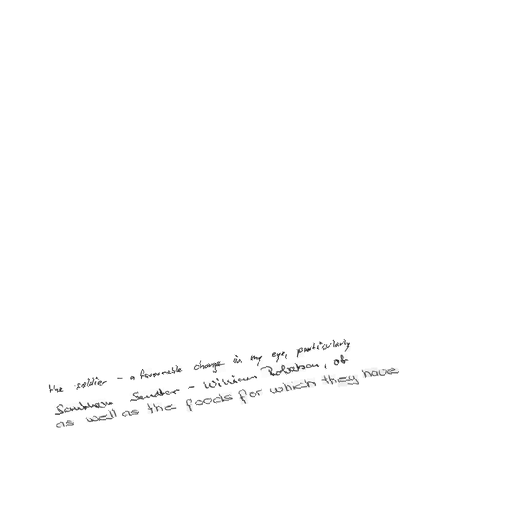 the soldier - a favourable change in my eye, particularly
Southern Senator - William Robertson, of
as well as the foods for which they have